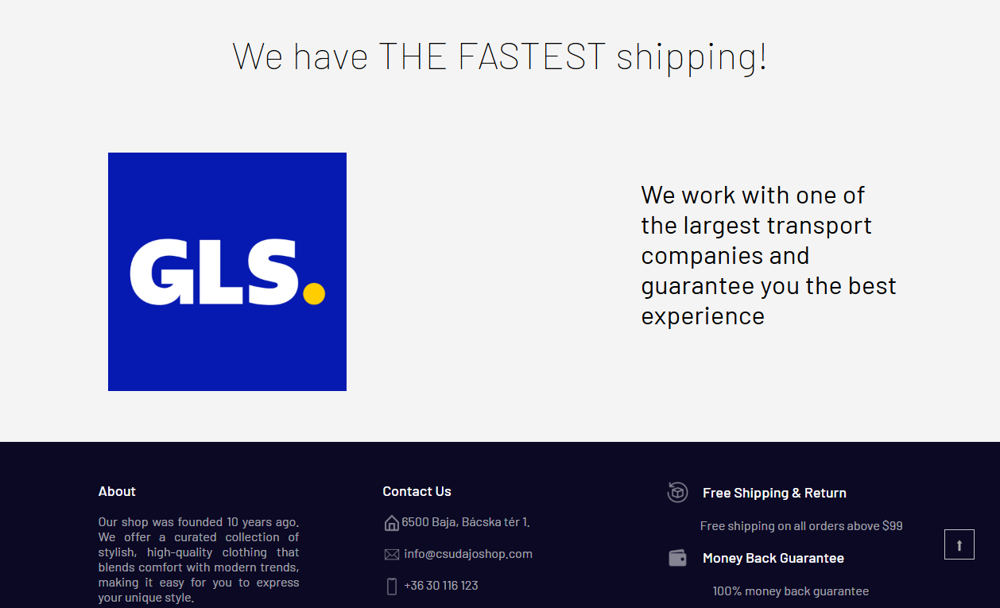 We have THE FASTEST shipping!
GLS.
We work with one of
the largest transport
companies and
guarantee you the best
experience
About
Our shop was founded 10 years ago.
We offer a curated collection of
stylish, high-quality clothing that
blends comfort with modern trends,
making it easy for you to express
your unique style.
Contact Us
6500 Baja, Bácska tér 1.
info@csudajoshop.com
+36 30 116 123
Free Shipping & Return
Free shipping on all orders above $99
Money Back Guarantee
100% money back guarantee